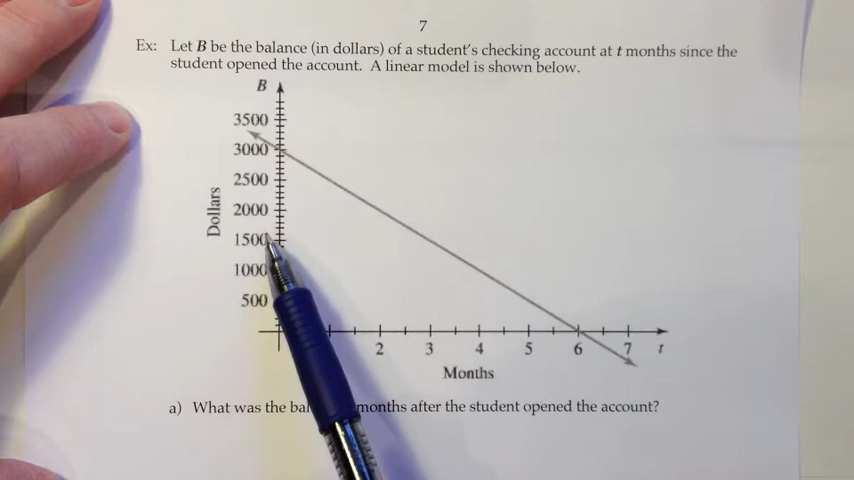 7
Ex: Let B be the balance (in dollars) of a student's checking account at t months since the
student opened the account. A linear model is shown below.
B
3500
3000
2500
2000
1500
1000
500
Dollars
2 3 4 5 6 7 t
Months
a) What was the months after the student opened the account?